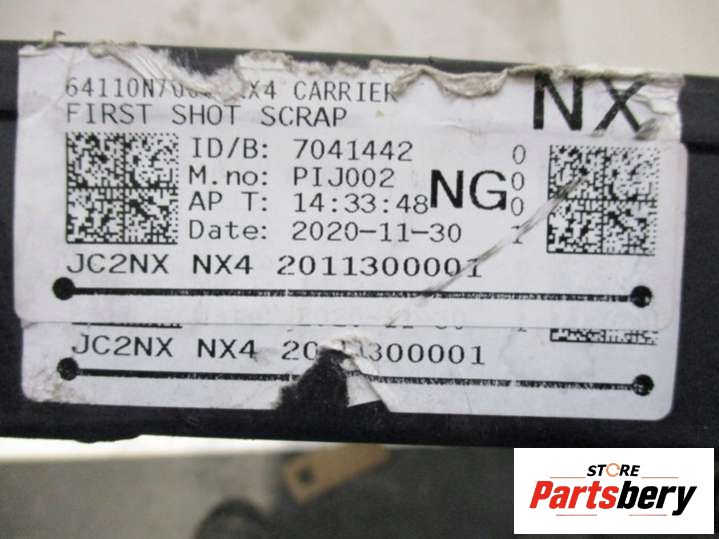 CARRIER NX
FIRST SHOT SCRAP
ID/B: 7041442 0
M.no: PIJ002 NG 0
AP T: 14:33:48 0
Date: 2020-11-30 1
JC2NX NX4 2011300001
JC2NX NX4
STORE
Partsbery